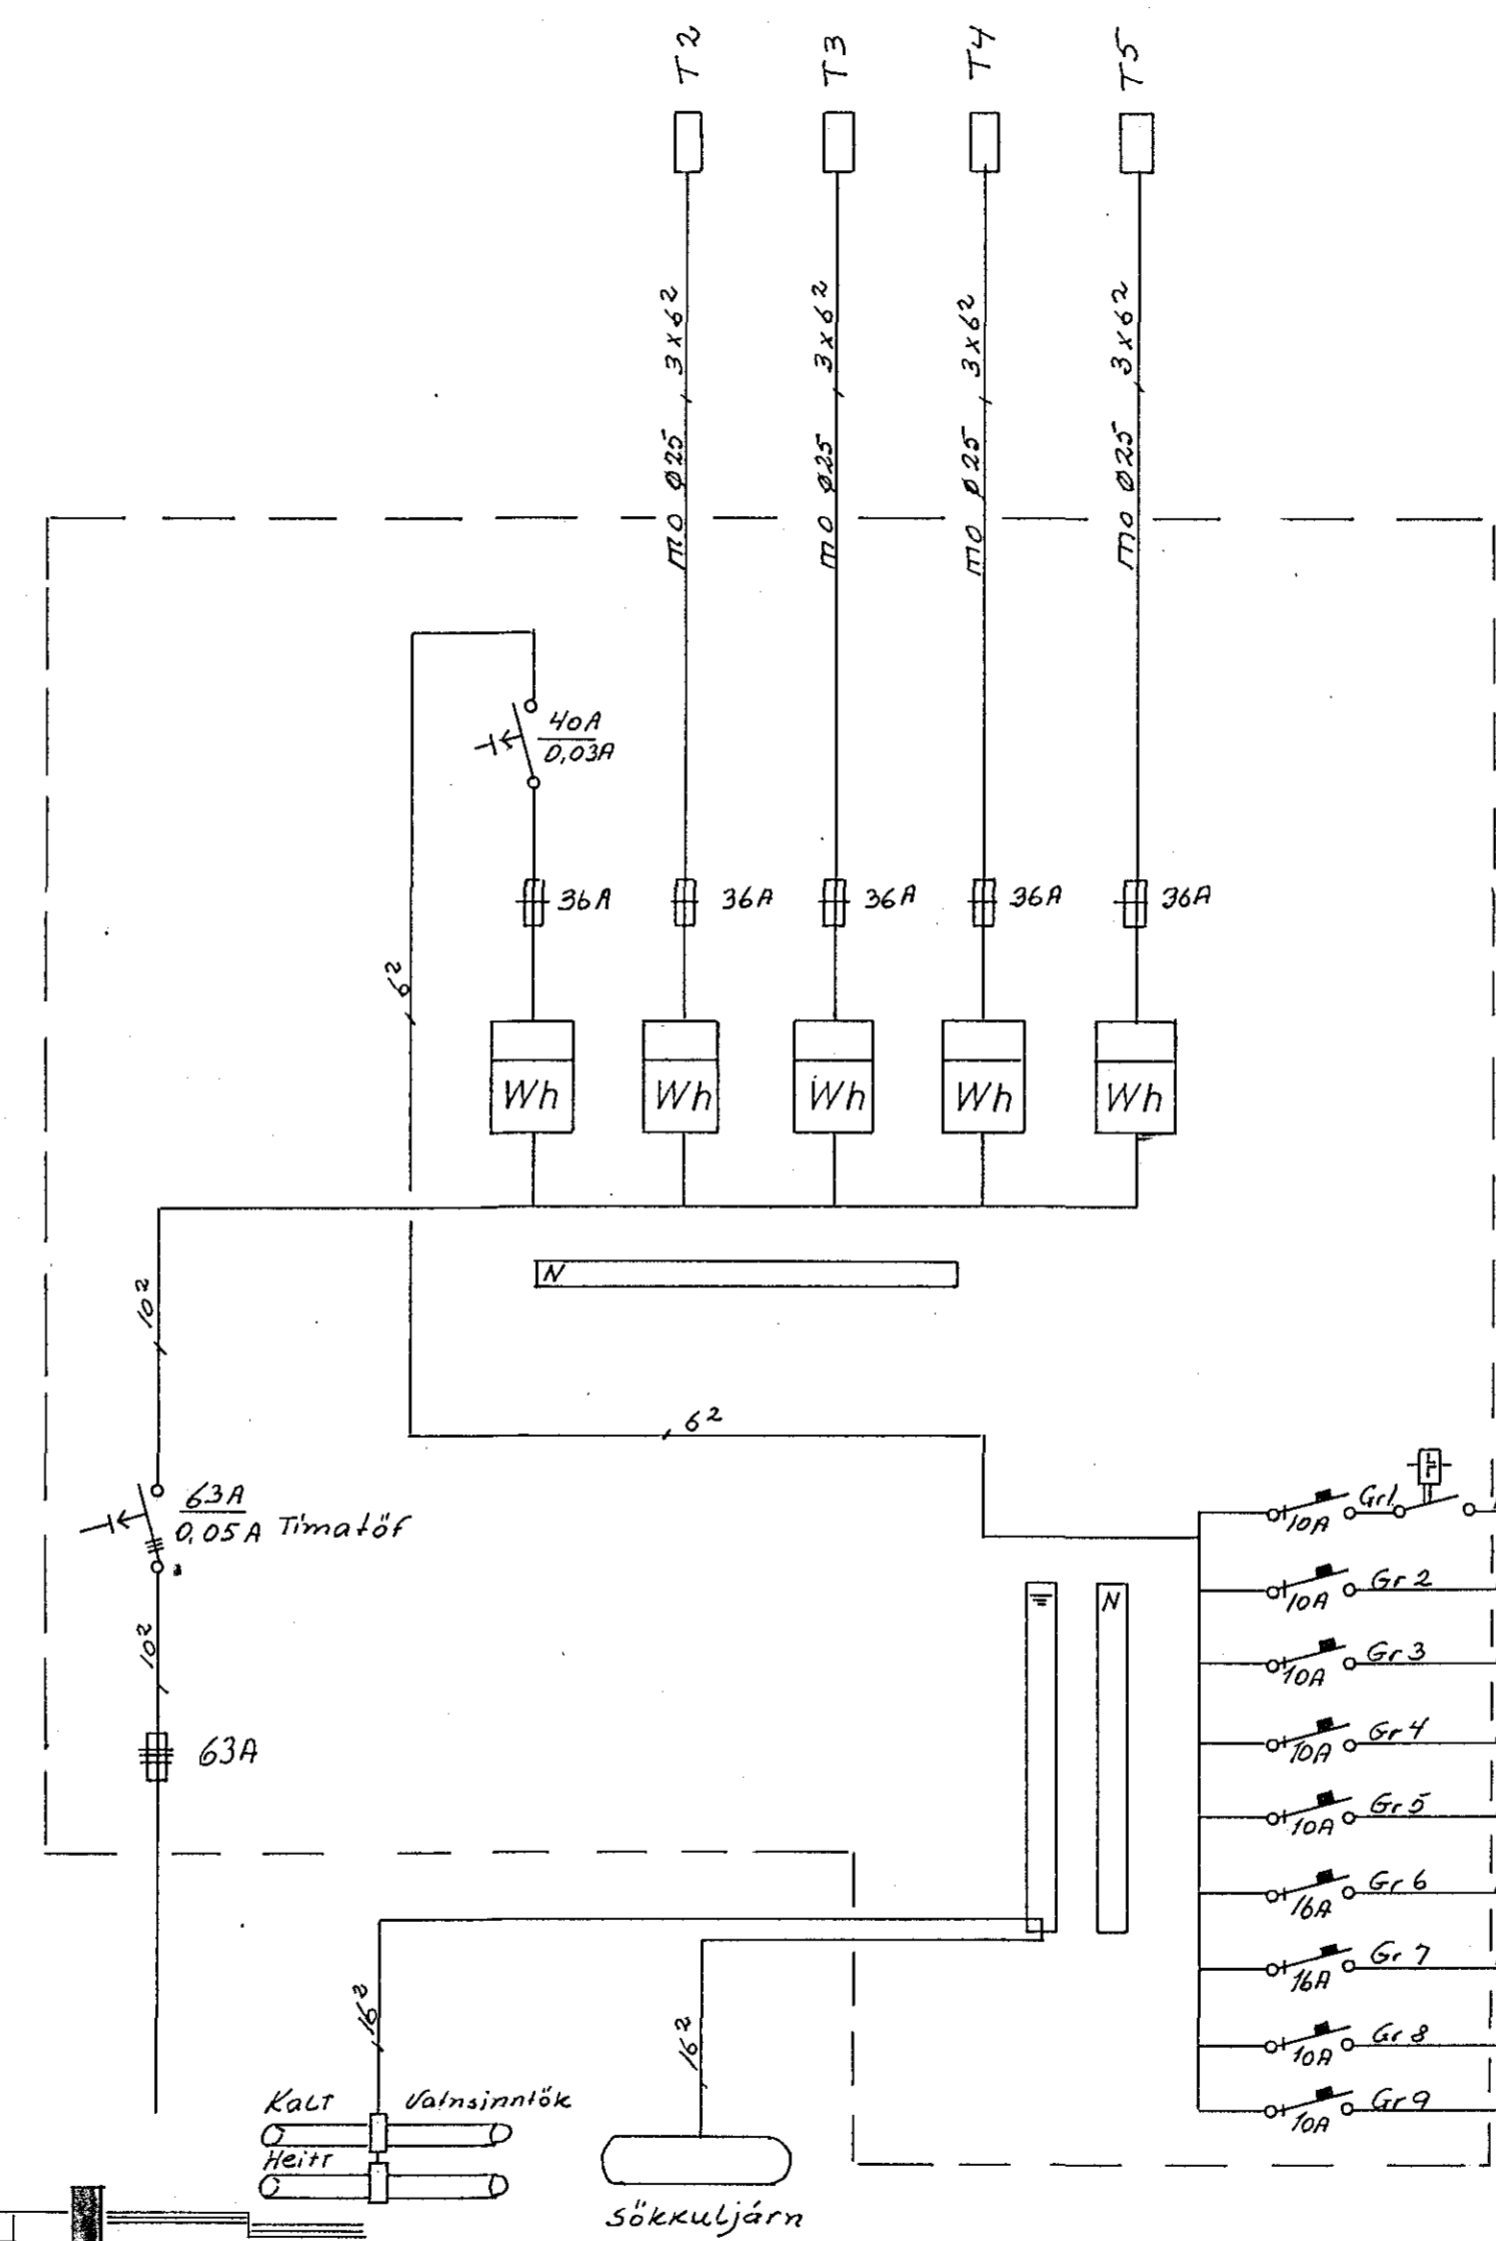 T2
T3
T4
T5
mo ø25 3x6²
mo ø25 3x6²
mo ø25 3x6²
mo ø25 3x6²
40A
0,03A
36A
36A
36A
36A
36A
6²
Wh
Wh
Wh
Wh
Wh
N
10²
6²
63A
0,05A Tímatöf
10²
63A
Gr1
10A
Gr 2
10A
N
Gr 3
10A
Gr 4
10A
Gr 5
10A
Gr 6
16A
Gr 7
16A
Gr 8
10A
Gr 9
10A
16²
16²
Kalt Vatnsinntök
Heitt
Sökkuljárn